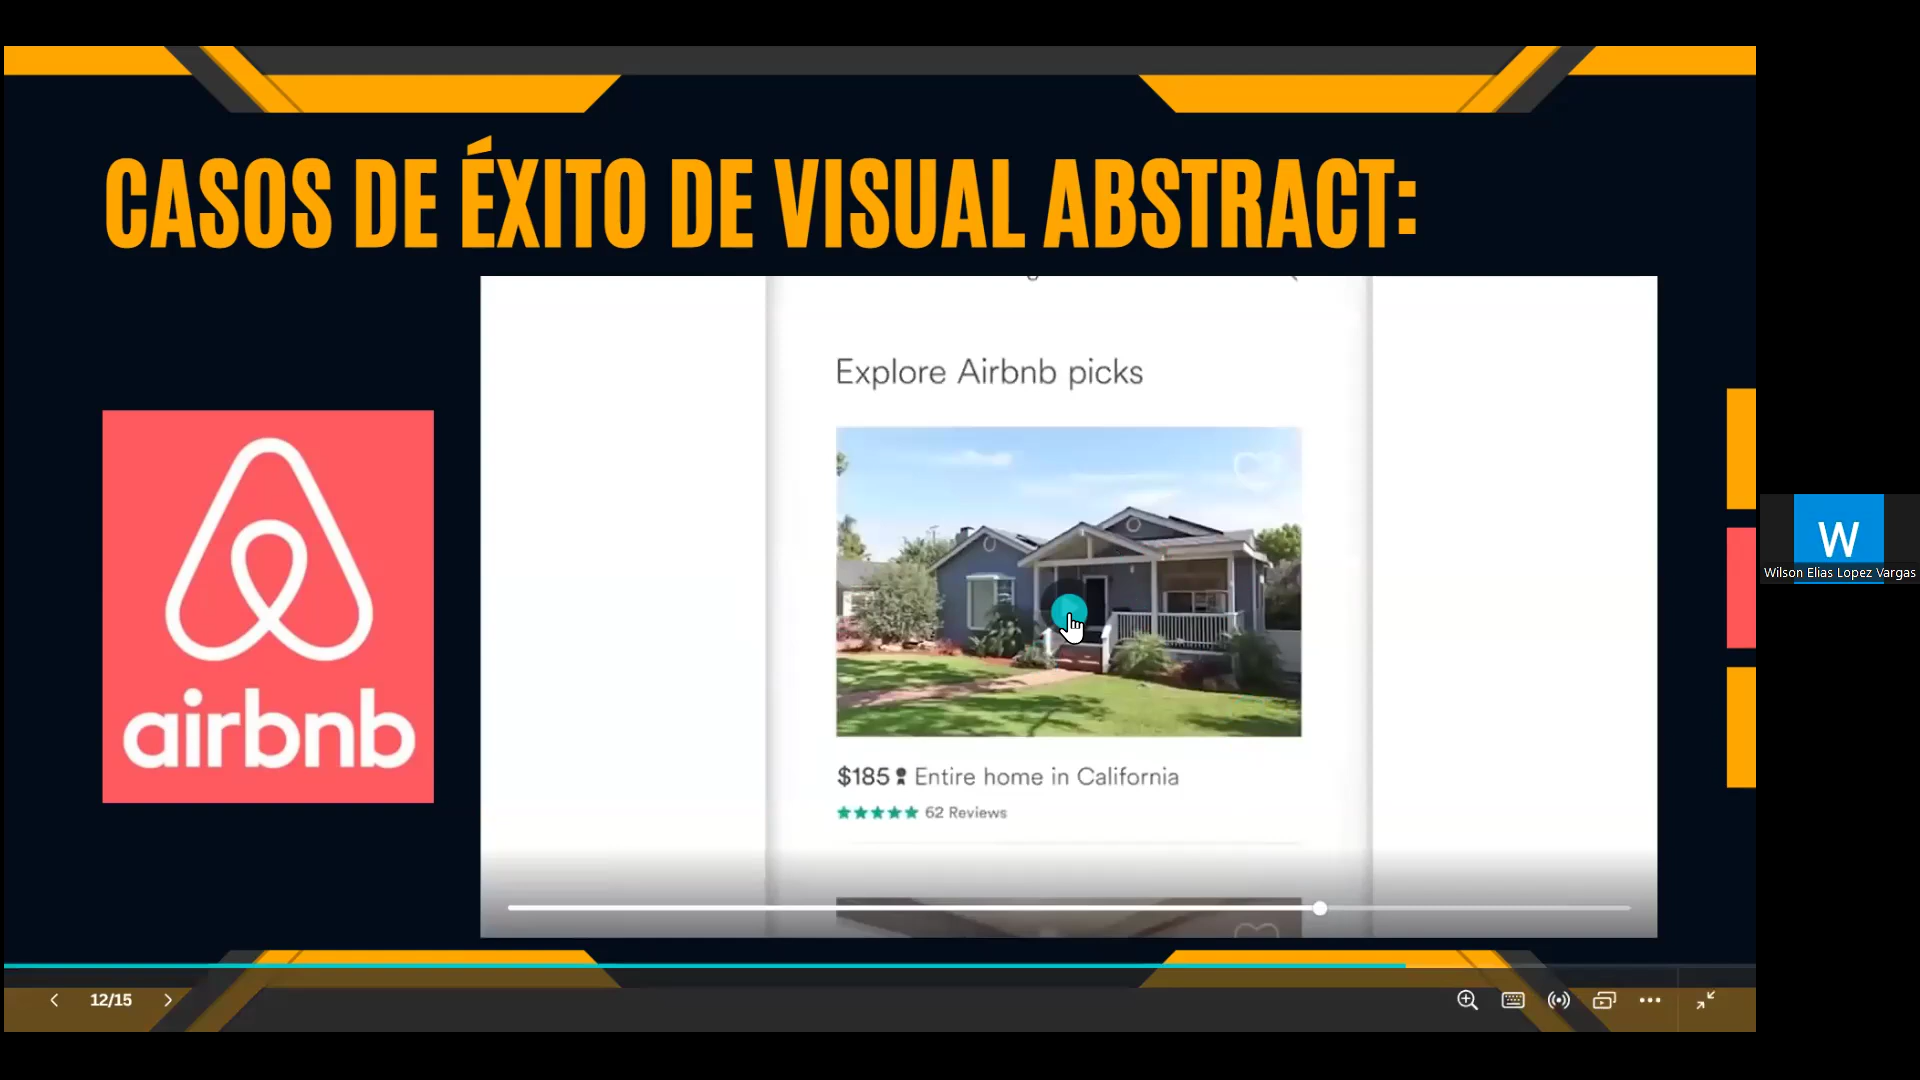 CASOS DE ÉXITO DE VISUAL ABSTRACT:
airbnb
Explore Airbnb picks
$185 Entire home in California
62 Reviews
W
Wilson Elias Lopez Vargas
12/15